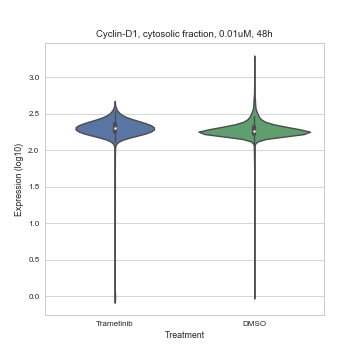 Cyclin-D1, cytosolic fraction, 0.01uM, 48h
3.0
2.5
2.0
1.5
1.0
0.5
0.0
Expression (log10)
Trametinib DMSO
Treatment